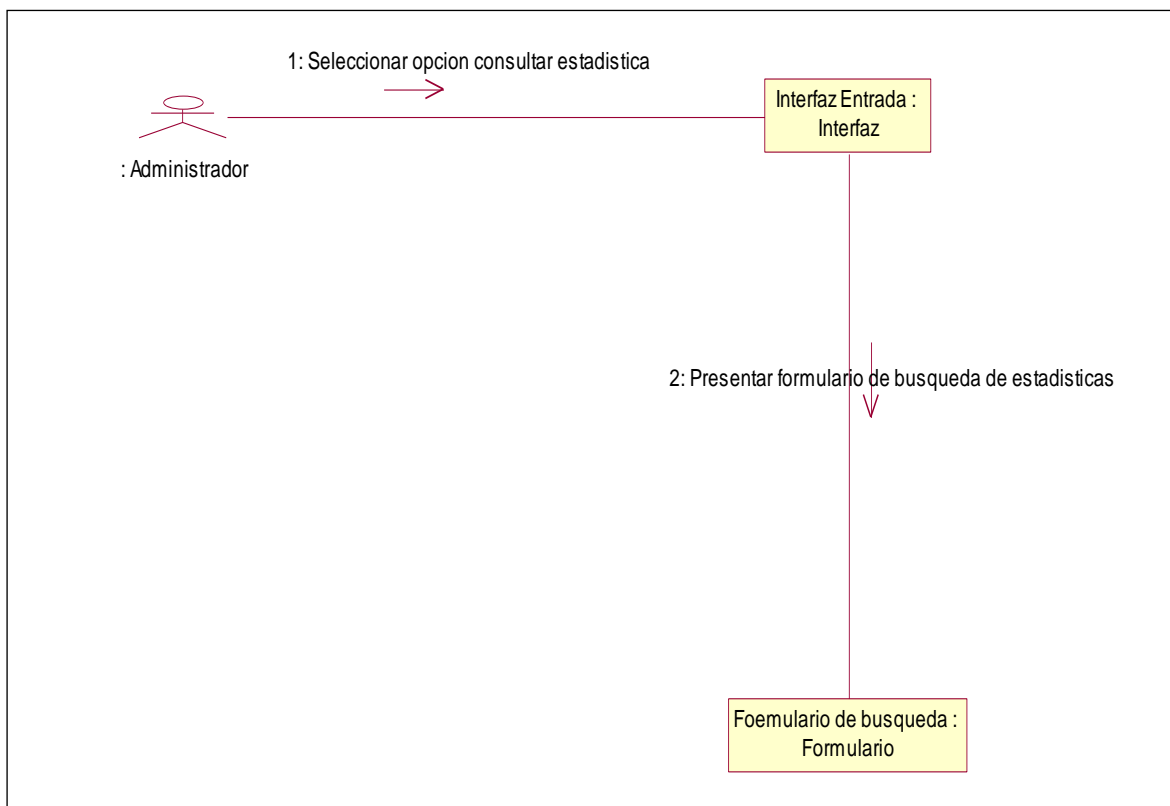 1: Seleccionar opcion consultar estadistica
Interfaz Entrada :
Interfaz
: Administrador
2: Presentar formulario de busqueda de estadisticas
Foemulario de busqueda :
Formulario